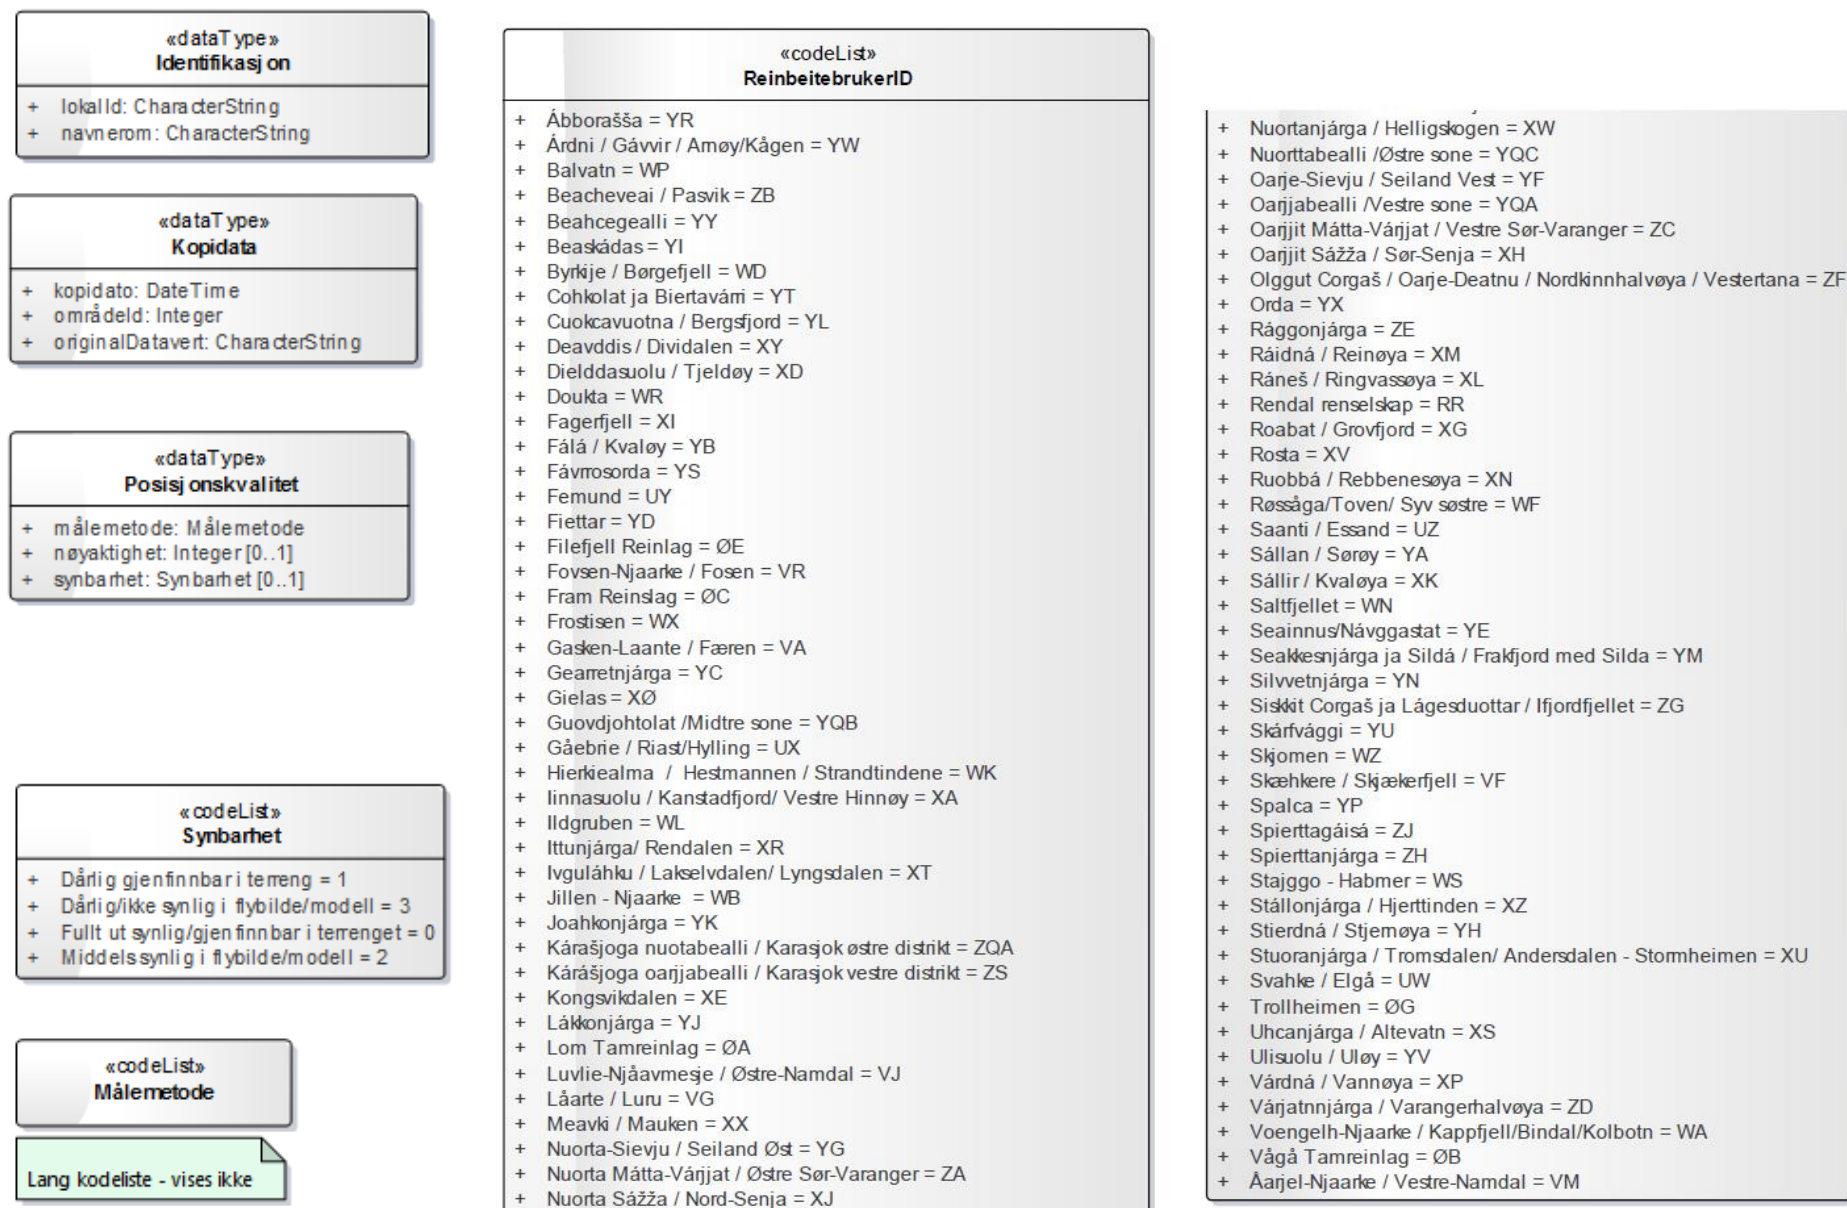 «dataType»
Identifikasjon
+ lokalId: CharacterString
+ navnerom: CharacterString
«dataType»
Kopidata
+ kopidato: DateTime
+ områdeId: Integer
+ originalDatavert: CharacterString
«dataType»
Posisjonskvalitet
+ målemetode: Målemetode
+ nøyaktighet: Integer [0..1]
+ synbarhet: Synbarhet [0..1]
«codeList»
Synbarhet
+ Dårlig gjenfinnbar i terreng = 1
+ Dårlig/ikke synlig i flybilde/modell = 3
+ Fullt ut synlig/gjenfinnbar i terrenget = 0
+ Middels synlig i flybilde/modell = 2
«codeList»
Målemetode
Lang kodeliste - vises ikke
«codeList»
ReinbeitebrukerID
+ Ábborašša = YR
+ Árdni / Gávvir / Arnøy/Kågen = YW
+ Balvatn = WP
+ Beacheveai / Pasvik = ZB
+ Beahcegealli = YY
+ Beaskádas = YI
+ Byrkije / Børgefjell = WD
+ Cohkolat ja Biertavárri = YT
+ Cuokcavuotna / Bergsfjord = YL
+ Deavddis / Dividalen = XY
+ Dielddasuolu / Tjeldøy = XD
+ Doukta = WR
+ Fagerfjell = XI
+ Fálá / Kvaløy = YB
+ Fávrrosorda = YS
+ Femund = UY
+ Fiettar = YD
+ Filefjell Reinlag = ØE
+ Fovsen-Njaarke / Fosen = VR
+ Fram Reinslag = ØC
+ Frostisen = WX
+ Gasken-Laante / Færen = VA
+ Gearretnjárga = YC
+ Gielas = XØ
+ Guovdjohtolat /Midtre sone = YQB
+ Gåebrie / Riast/Hylling = UX
+ Hierkiealma / Hestmannen / Strandtindene = WK
+ Iinnasuolu / Kanstadfjord/ Vestre Hinnøy = XA
+ Ildgruben = WL
+ Ittunjárga/ Rendalen = XR
+ Ivguláhku / Lakselvdalen/ Lyngsdalen = XT
+ Jillen - Njaarke = WB
+ Joahkonjárga = YK
+ Kárašjoga nuotabealli / Karasjok østre distrikt = ZQA
+ Kárášjoga oarjjabealli / Karasjok vestre distrikt = ZS
+ Kongsvikdalen = XE
+ Lákkonjárga = YJ
+ Lom Tamreinlag = ØA
+ Luvlie-Njåavmesje / Østre-Namdal = VJ
+ Låarte / Luru = VG
+ Meavki / Mauken = XX
+ Nuorta-Sievju / Seiland Øst = YG
+ Nuorta Mátta-Várjjat / Østre Sør-Varanger = ZA
+ Nuorta Sážža / Nord-Senja = XJ
+ Nuortanjárga / Helligskogen = XW
+ Nuorttabealli /Østre sone = YQC
+ Oarje-Sievju / Seiland Vest = YF
+ Oarjjabealli /Vestre sone = YQA
+ Oarjjit Mátta-Várjjat / Vestre Sør-Varanger = ZC
+ Oarjjit Sážža / Sør-Senja = XH
+ Olggut Corgaš / Oarje-Deatnu / Nordkinnhalvøya / Vestertana = ZF
+ Orda = YX
+ Rággonjárga = ZE
+ Ráidná / Reinøya = XM
+ Ráneš / Ringvassøya = XL
+ Rendal renselskap = RR
+ Roabat / Grovfjord = XG
+ Rosta = XV
+ Ruobbá / Rebbenesøya = XN
+ Røssåga/Toven/ Syv søstre = WF
+ Saanti / Essand = UZ
+ Sállan / Sørøy = YA
+ Sállir / Kvaløya = XK
+ Saltfjellet = WN
+ Seainnus/Návggastat = YE
+ Seakkesnjárga ja Sildá / Frakfjord med Silda = YM
+ Silvvetnjárga = YN
+ Siskkit Corgaš ja Lágesduottar / Ifjordfjellet = ZG
+ Skárfvággi = YU
+ Skjomen = WZ
+ Skæhkere / Skjækerfjell = VF
+ Spalca = YP
+ Spierttagáisá = ZJ
+ Spierttanjárga = ZH
+ Stajggo - Habmer = WS
+ Stállonjárga / Hjerttinden = XZ
+ Stierdná / Stjernøya = YH
+ Stuoranjárga / Tromsdalen/ Andersdalen - Stormheimen = XU
+ Svahke / Elgå = UW
+ Trollheimen = ØG
+ Uhcanjárga / Altevatn = XS
+ Ulisuolu / Uløy = YV
+ Várdná / Vannøya = XP
+ Várjatnnjárga / Varangerhalvøya = ZD
+ Voengelh-Njaarke / Kappfjell/Bindal/Kolbotn = WA
+ Vågå Tamreinlag = ØB
+ Åarjel-Njaarke / Vestre-Namdal = VM